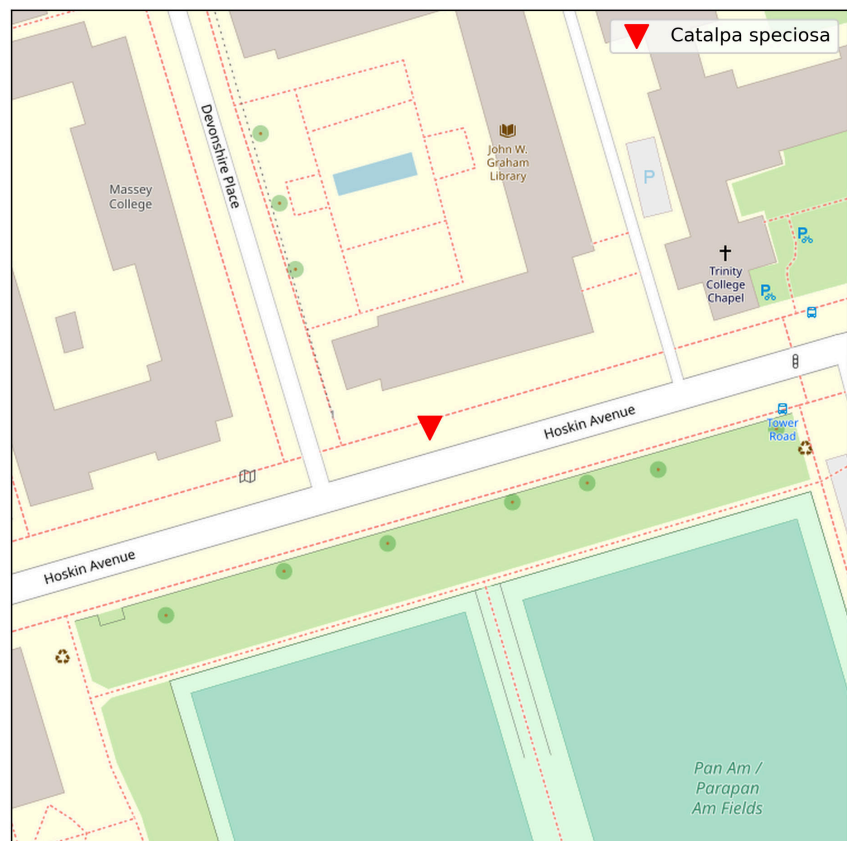 Catalpa speciosa
Devonshire Place
John W.
Graham
Library
Massey
College
P
P
Trinity
College
Chapel
P
Hoskin Avenue
Tower
Road
Hoskin Avenue
Pan Am /
Parapan
Am Fields